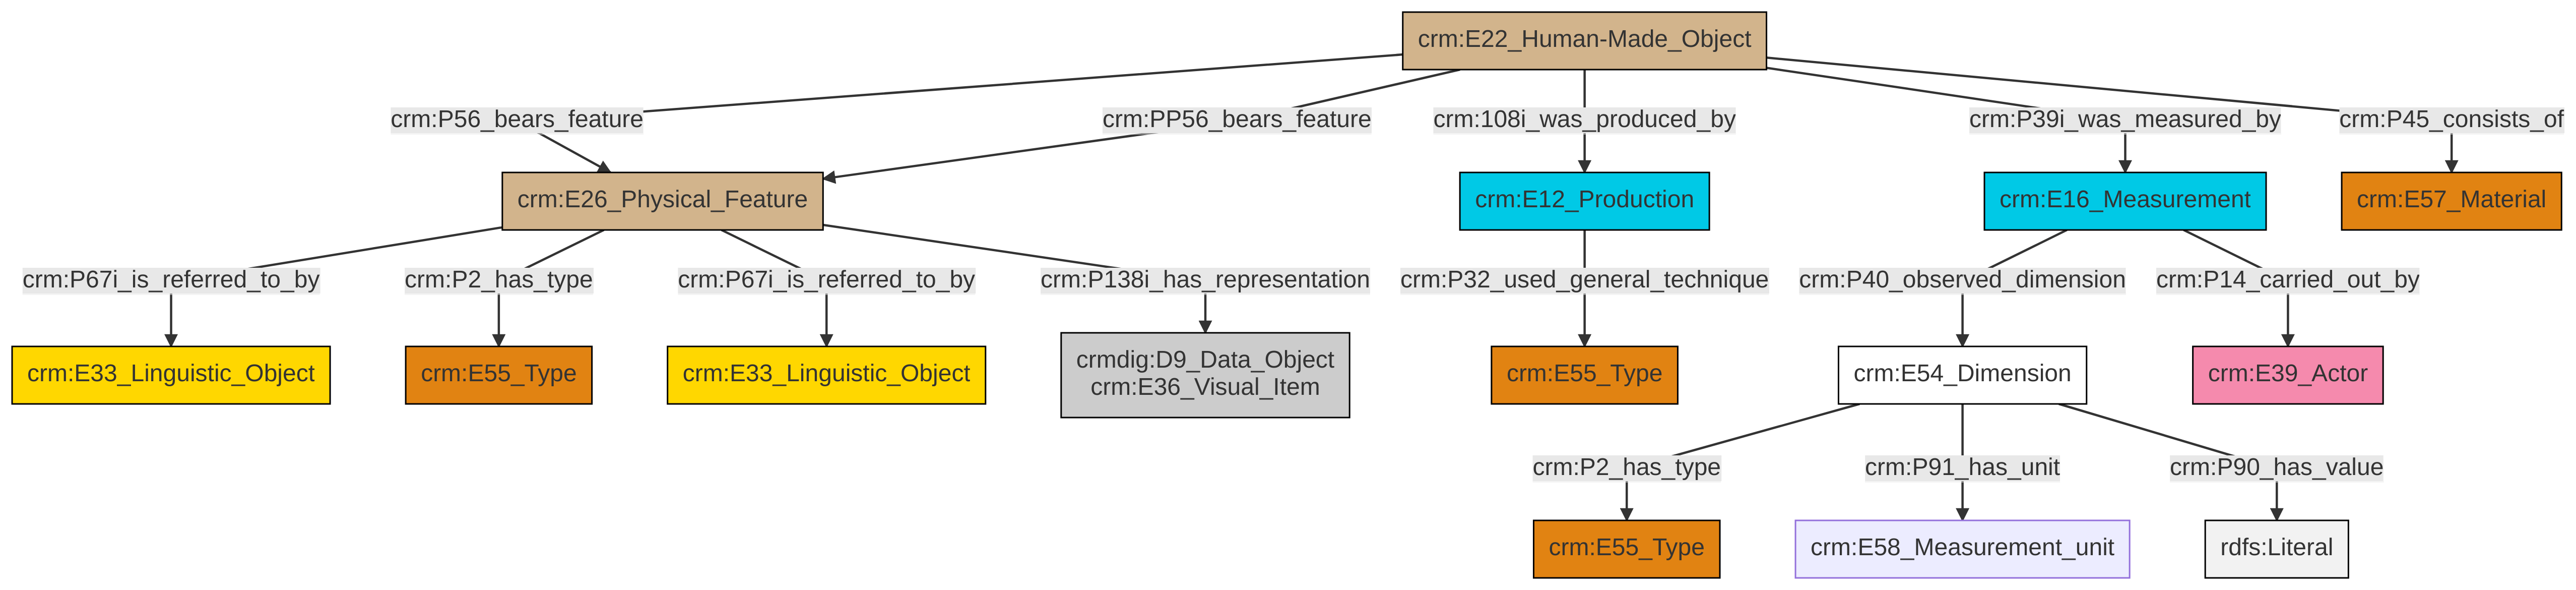 crm:E22_Human-Made_Object
crm:P56_bears_feature
crm:PP56_bears_feature
crm:108i_was_produced_by
crm:P39i_was_measured_by
crm:P45_consists_of
crm:E26_Physical_Feature
crm:E12_Production
crm:E16_Measurement
crm:E57_Material
crm:P67i_is_referred_to_by
crm:P2_has_type
crm:P67i_is_referred_to_by
crm:P138i_has_representation
crm:P32_used_general_technique
crm:P40_observed_dimension
crm:P14_carried_out_by
crm:E33_Linguistic_Object
crm:E55_Type
crm:E33_Linguistic_Object
crmdig:D9_Data_Object
crm:E36_Visual_Item
crm:E55_Type
crm:E54_Dimension
crm:E39_Actor
crm:P2_has_type
crm:P91_has_unit
crm:P90_has_value
crm:E55_Type
crm:E58_Measurement_unit
rdfs:Literal